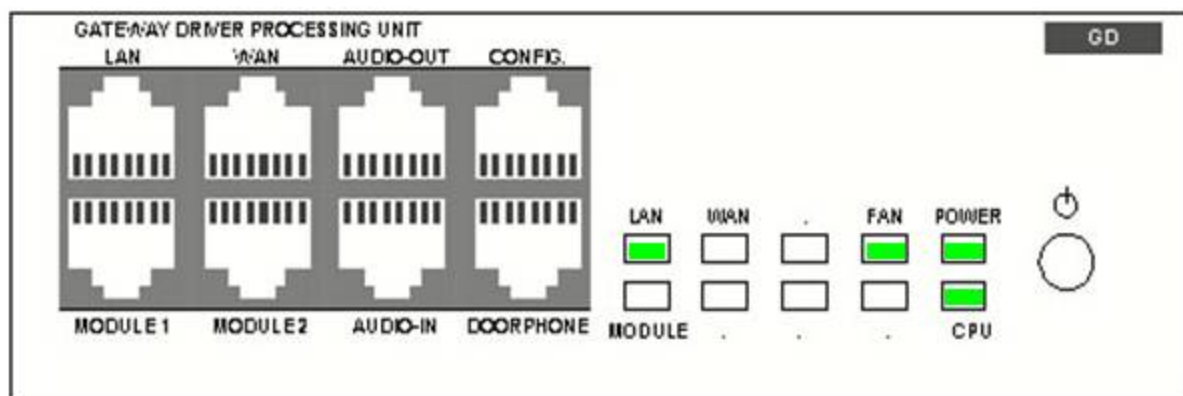 GATEWAY DRIVER PROCESSING UNIT
GD
LAN WAN AUDIO-OUT CONFIG.
LAN WAN . FAN POWER
MODULE 1 MODULE 2 AUDIO-IN DOORPHONE
MODULE . . . CPU